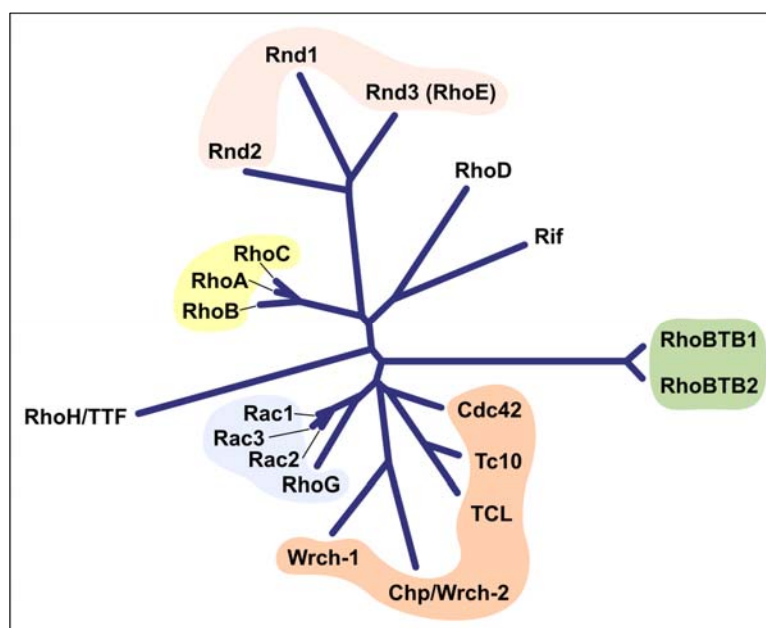 Rnd1
Rnd3 (RhoE)
Rnd2
RhoD
Rif
RhoC
RhoA
RhoB
RhoBTB1
RhoBTB2
RhoH/TTF
Rac1
Cdc42
Rac3
Rac2
Tc10
RhoG
TCL
Wrch-1
Chp/Wrch-2